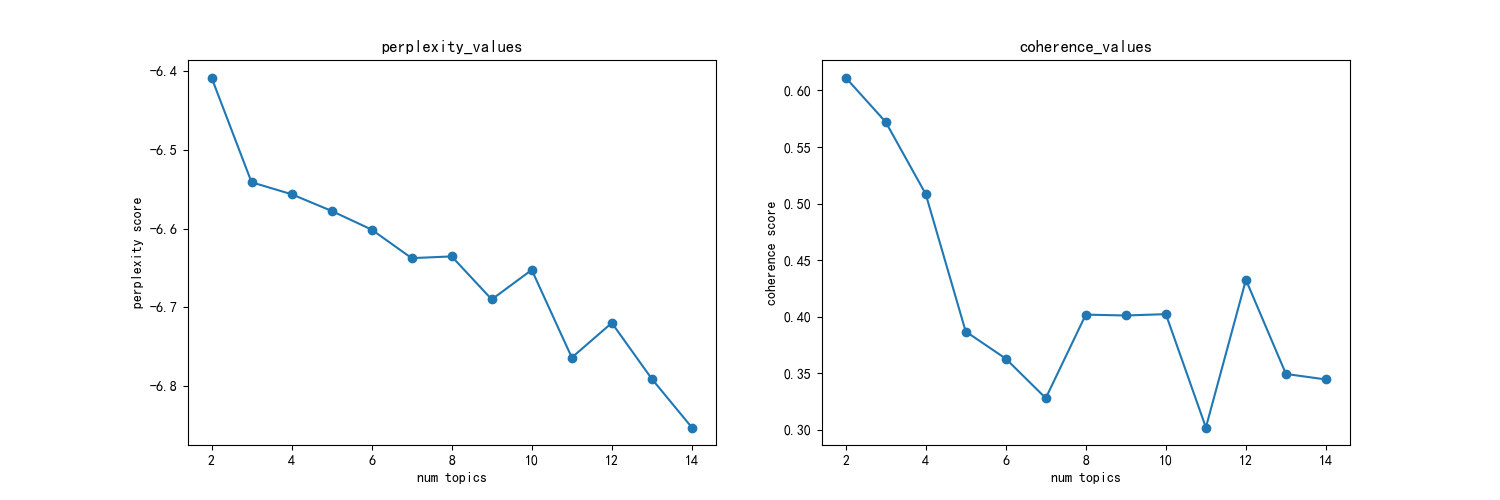 perplexity_values
−6.4
−6.5
−6.6
−6.7
−6.8
perplexity score
2 4 6 8 10 12 14
num topics
coherence_values
0.60
0.55
0.50
0.45
0.40
0.35
0.30
coherence score
2 4 6 8 10 12 14
num topics